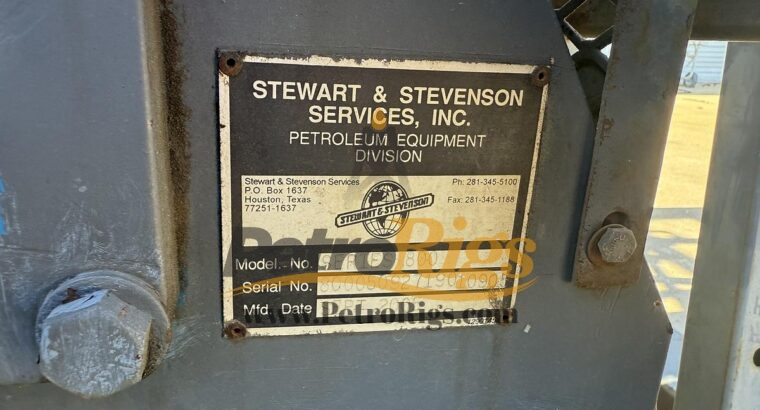 STEWART & STEVENSON
SERVICES, INC.
PETROLEUM EQUIPMENT
DIVISION
Stewart & Stevenson Services
P.O. Box 1637
Houston, Texas
77251-1637
Ph: 281-345-5100
Fax: 281-345-1188
STEWART & STEVENSON
PetroRigs
Model. No.
Serial No.
Mfd. Date
www.PetroRigs.com